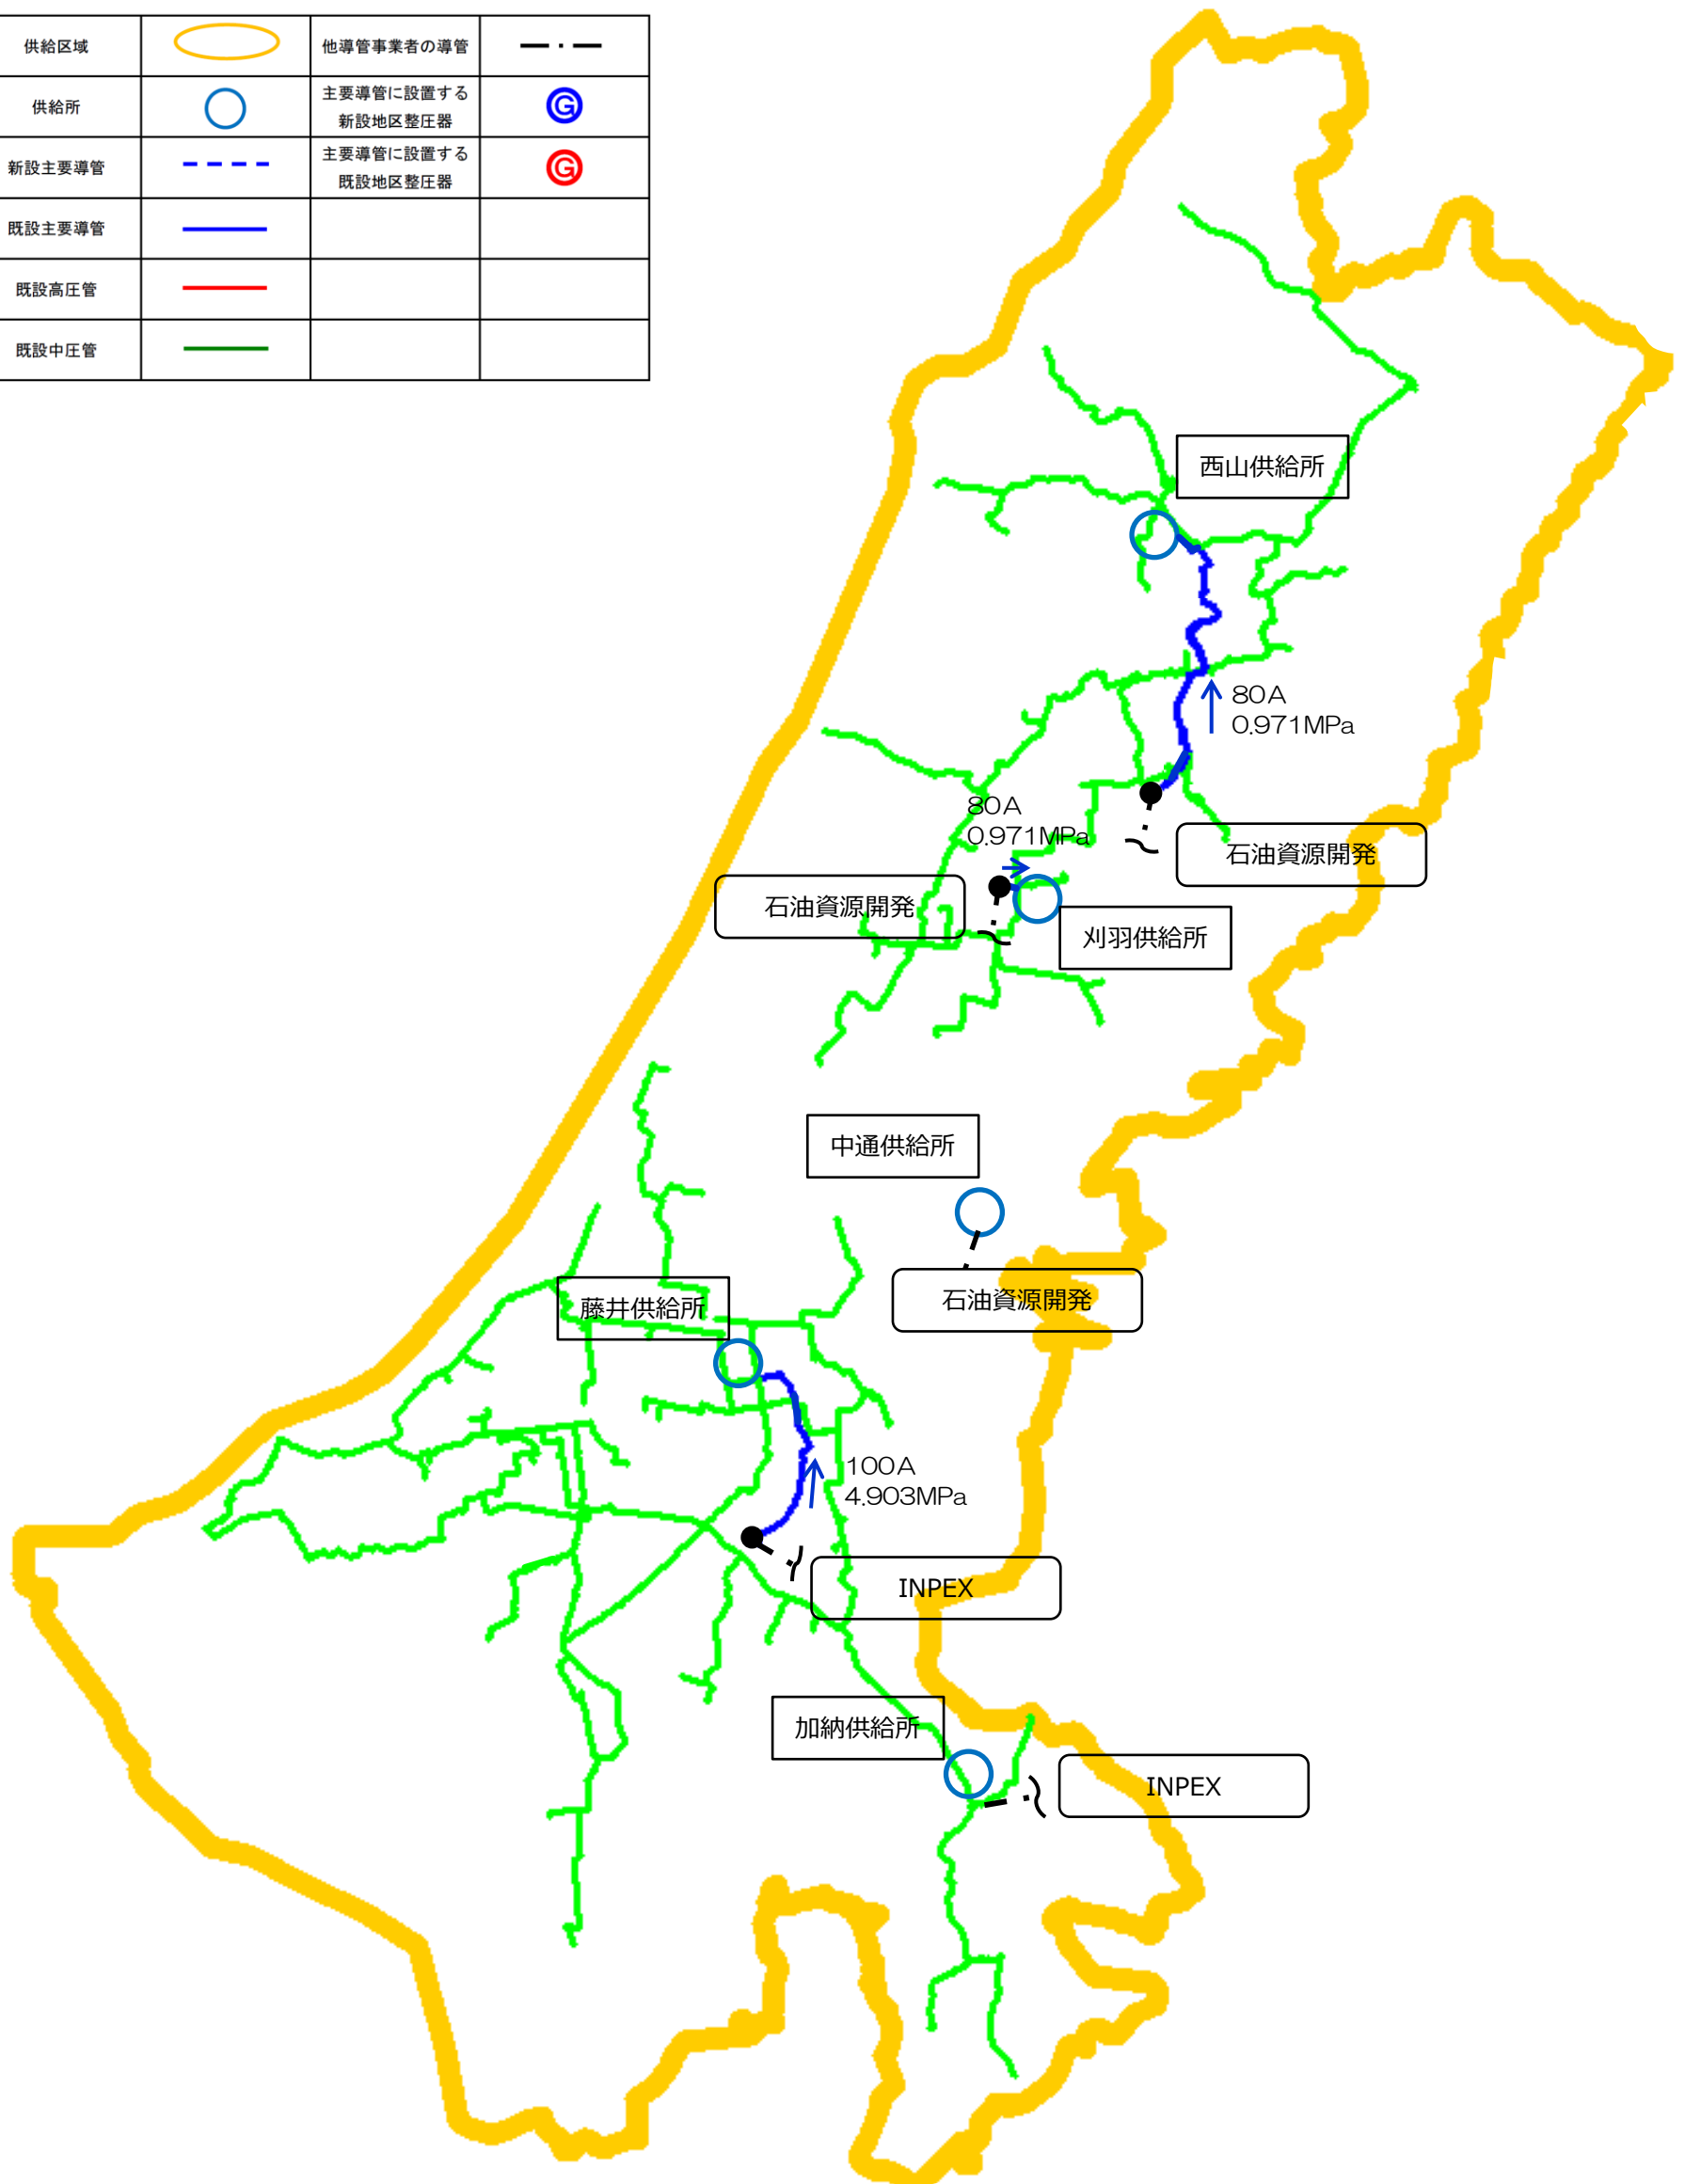 供給区域
他導管事業者の導管
供給所
主要導管に設置する
新設地区整圧器
G
新設主要導管
主要導管に設置する
既設地区整圧器
G
既設主要導管
既設高圧管
既設中圧管
西山供給所
80A
0.971MPa
80A
0.971MPa
石油資源開発
石油資源開発
刈羽供給所
中通供給所
石油資源開発
藤井供給所
100A
4.903MPa
INPEX
加納供給所
INPEX